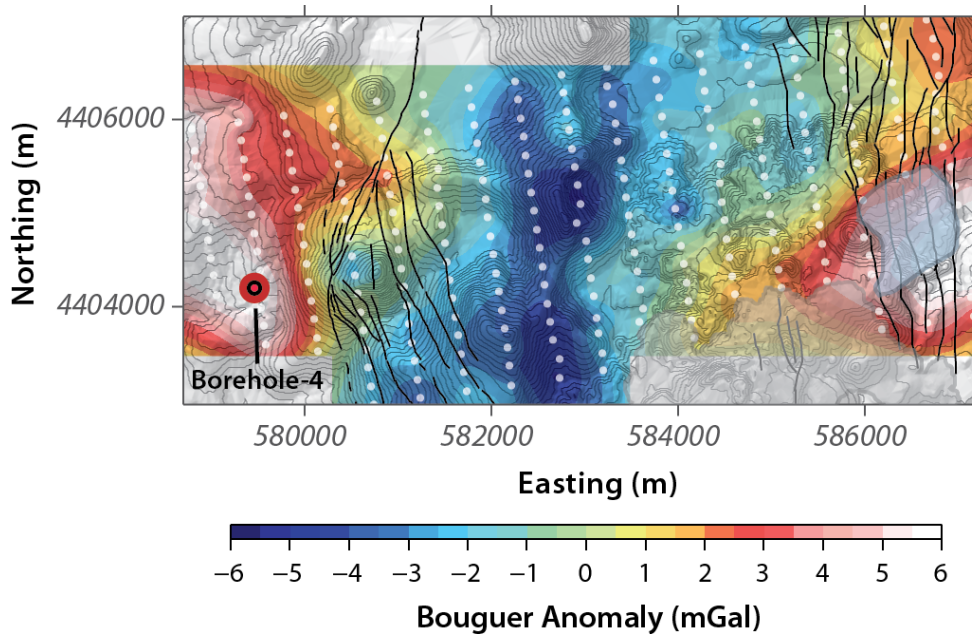 Northing (m)
4406000
4404000
Borehole-4
580000 582000 584000 586000
Easting (m)
−6 −5 −4 −3 −2 −1 0 1 2 3 4 5 6
Bouguer Anomaly (mGal)